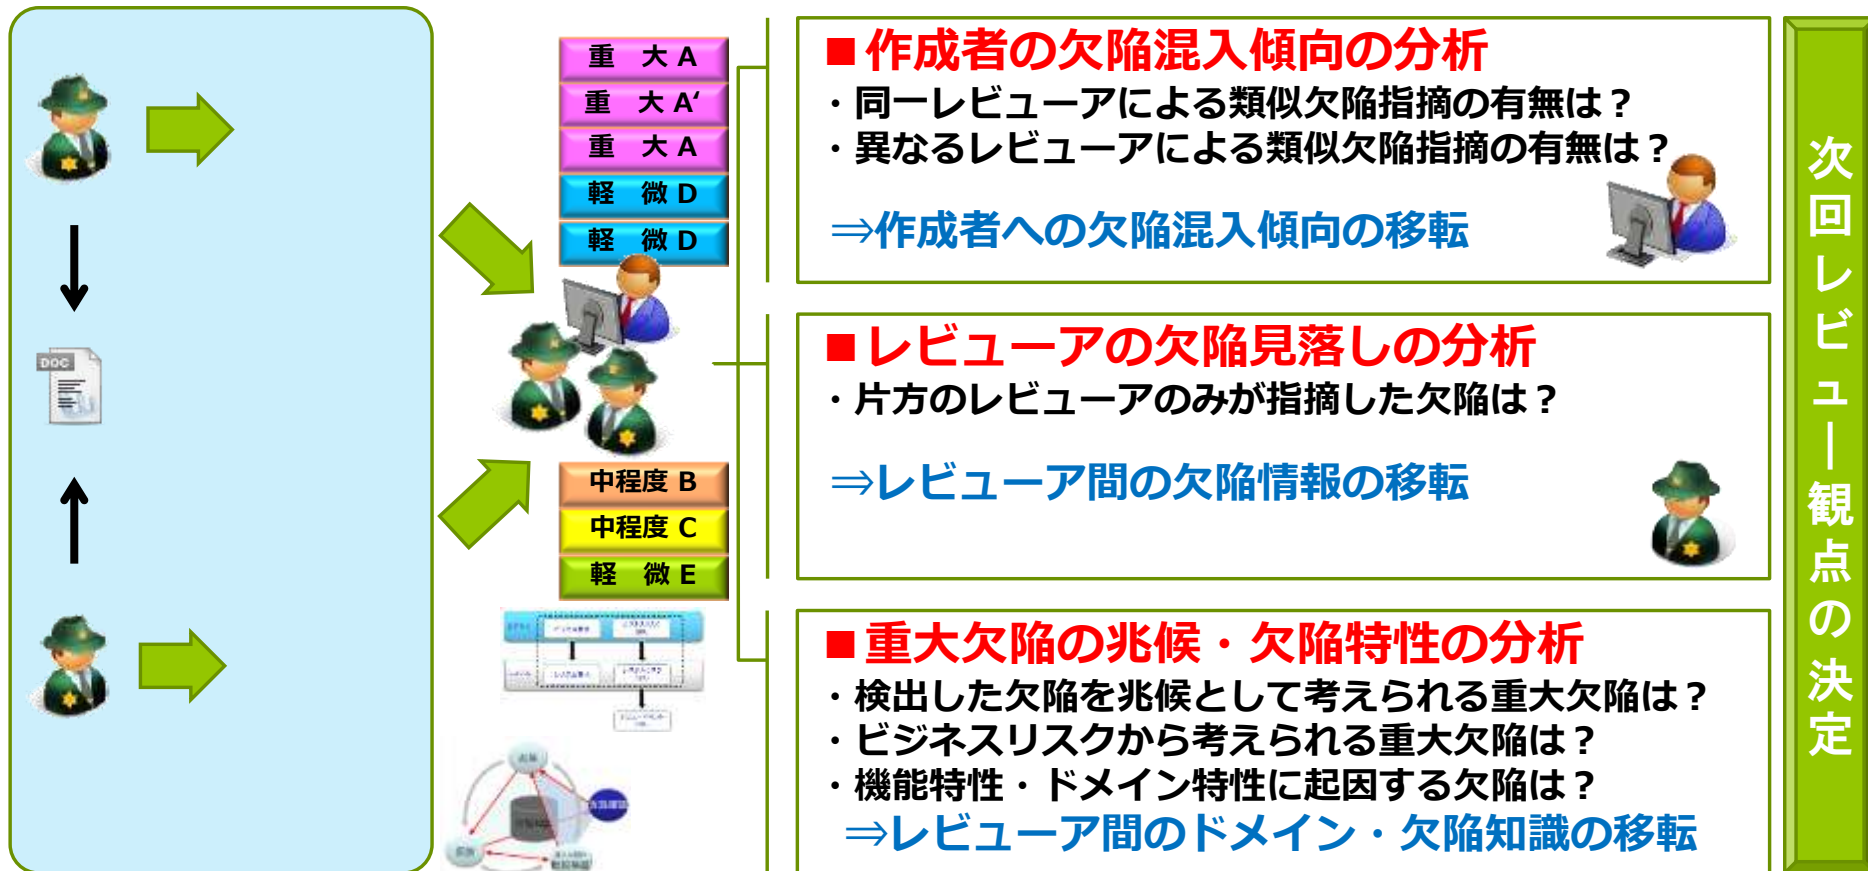 DOC
重 大 A
重 大 A‘
重 大 A
軽 微 D
軽 微 D
中程度 B
中程度 C
軽 微 E
■作成者の欠陥混入傾向の分析
・同一レビューアによる類似欠陥指摘の有無は？
・異なるレビューアによる類似欠陥指摘の有無は？
⇒作成者への欠陥混入傾向の移転
■レビューアの欠陥見落しの分析
・片方のレビューアのみが指摘した欠陥は？
⇒レビューア間の欠陥情報の移転
■重大欠陥の兆候・欠陥特性の分析
・検出した欠陥を兆候として考えられる重大欠陥は？
・ビジネスリスクから考えられる重大欠陥は？
・機能特性・ドメイン特性に起因する欠陥は？
⇒レビューア間のドメイン・欠陥知識の移転
次回レビュー観点の決定